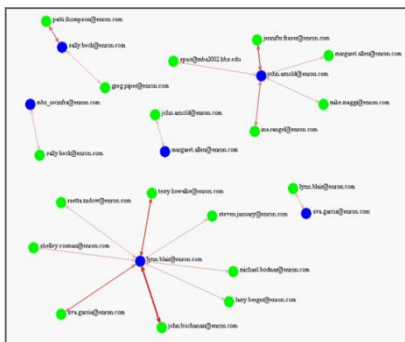 patti.thompson@enron.com
sally.beck@enron.com
greg.piper@enron.com
jennifer.fraser@enron.com
margaret.allen@enron.com
john.arnold@enron.com
mike.maggi@enron.com
ina.rangel@enron.com
sally.beck@enron.com
john.arnold@enron.com
margaret.allen@enron.com
lynn.blair@enron.com
ava.garcia@enron.com
terry.kowalke@enron.com
steven.january@enron.com
shelley.corman@enron.com
lynn.blair@enron.com
michael.bodnar@enron.com
larry.berger@enron.com
ava.garcia@enron.com
john.buchanan@enron.com